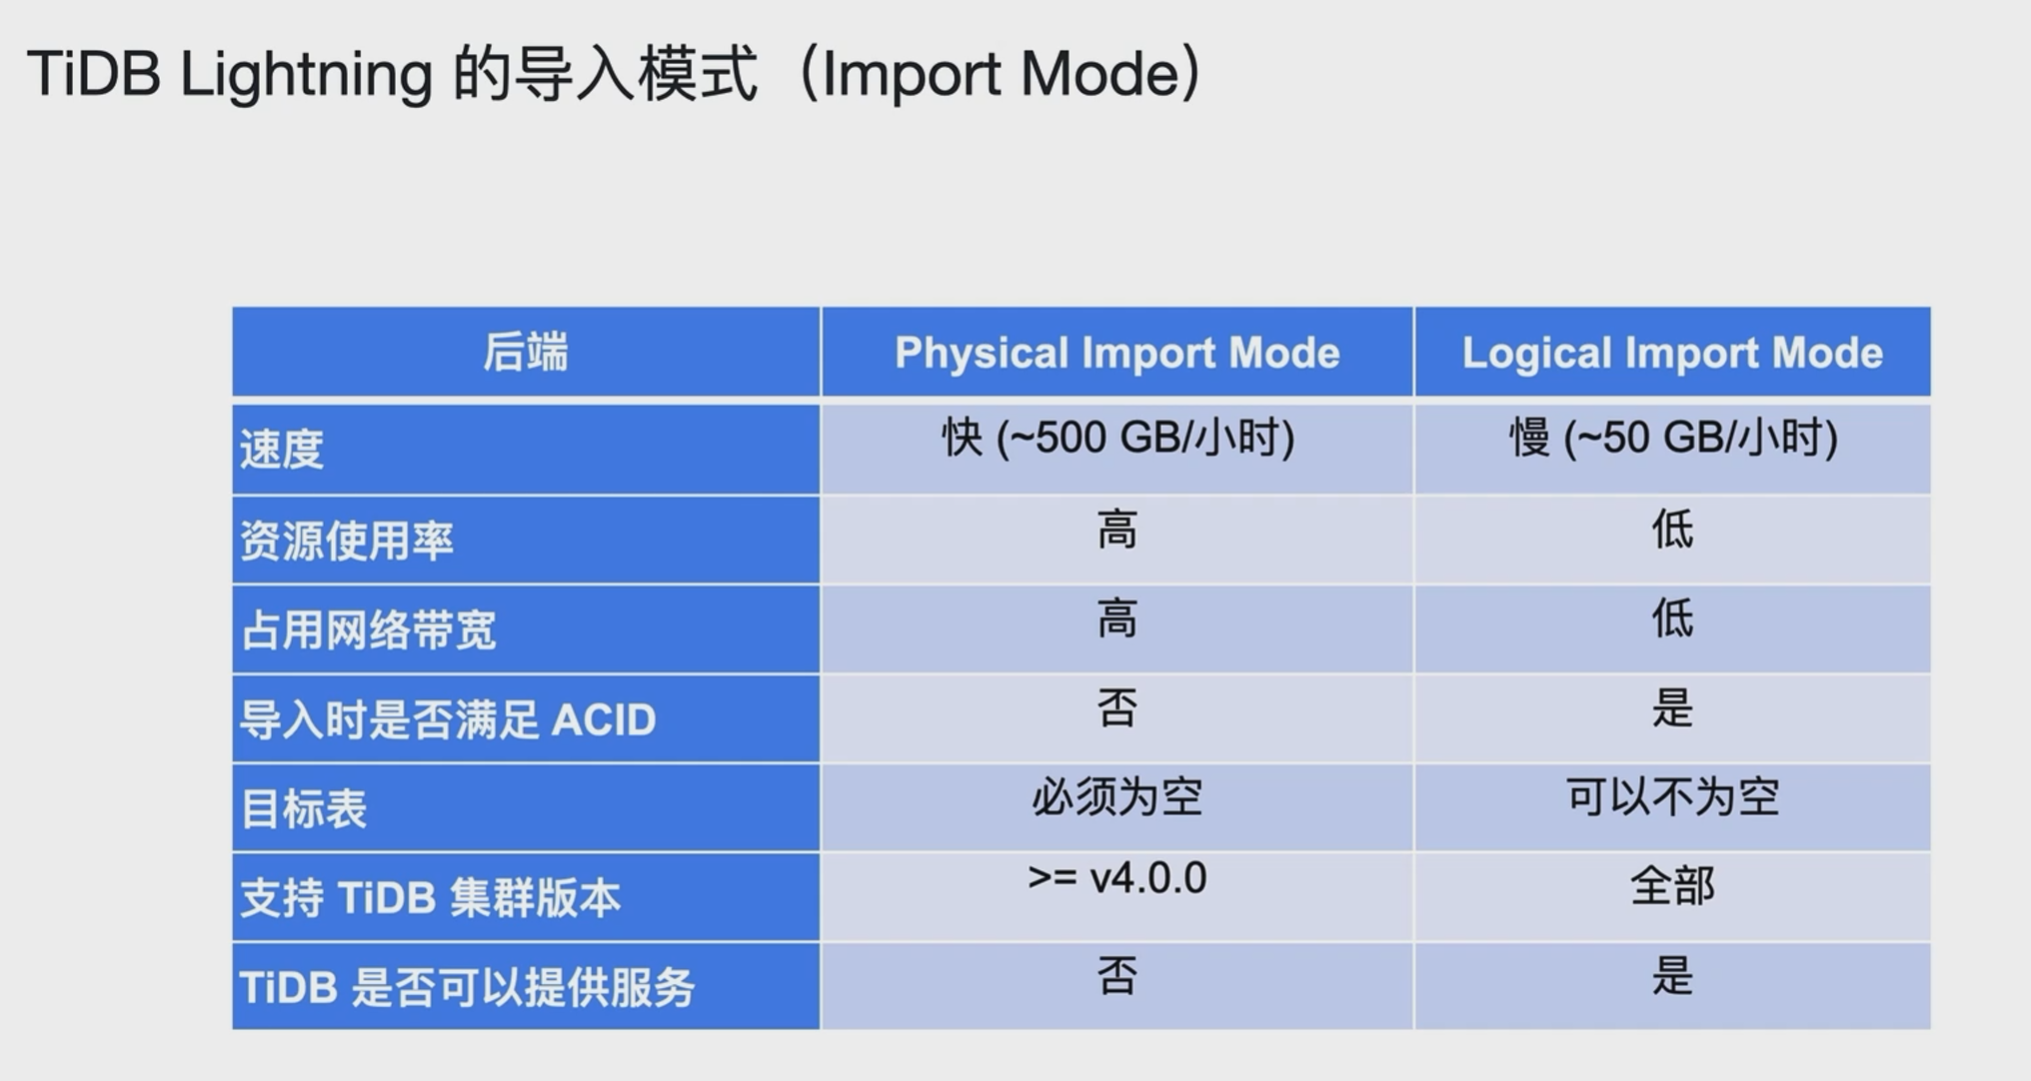 TiDB Lightning 的导入模式（Import Mode）
后端 Physical Import Mode Logical Import Mode
速度 快 (~500 GB/小时) 慢 (~50 GB/小时)
资源使用率 高 低
占用网络带宽 高 低
导入时是否满足 ACID 否 是
目标表 必须为空 可以不为空
支持 TiDB 集群版本 >= v4.0.0 全部
TiDB 是否可以提供服务 否 是